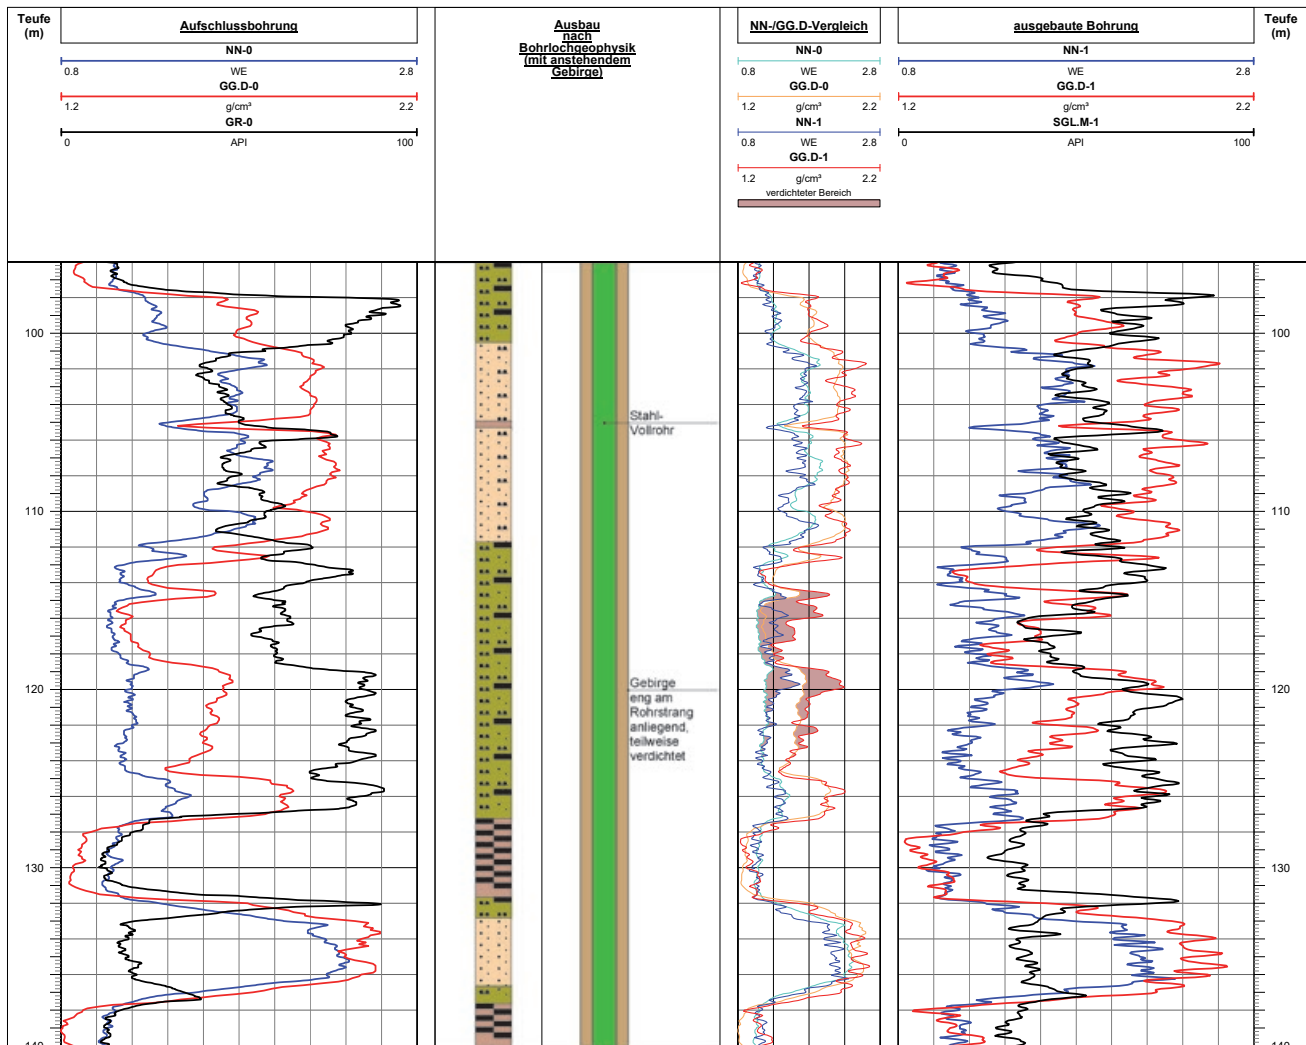 Teufe
(m)
Aufschlussbohrung
NN-0
0.8 WE 2.8
GG.D-0
1.2 g/cm³ 2.2
GR-0
0 API 100
Ausbau
nach
Bohrlochgeophysik
(mit anstehendem
Gebirge)
NN-/GG.D-Vergleich
NN-0
0.8 WE 2.8
GG.D-0
1.2 g/cm³ 2.2
NN-1
0.8 WE 2.8
GG.D-1
1.2 g/cm³ 2.2
verdichteter Bereich
ausgebaute Bohrung
NN-1
0.8 WE 2.8
GG.D-1
1.2 g/cm³ 2.2
SGL.M-1
0 API 100
Teufe
(m)
100
110
120
130
140
Stahl-
Vollrohr
Gebirge
eng am
Rohrstrang
anliegend,
teilweise
verdichtet
100
110
120
130
140